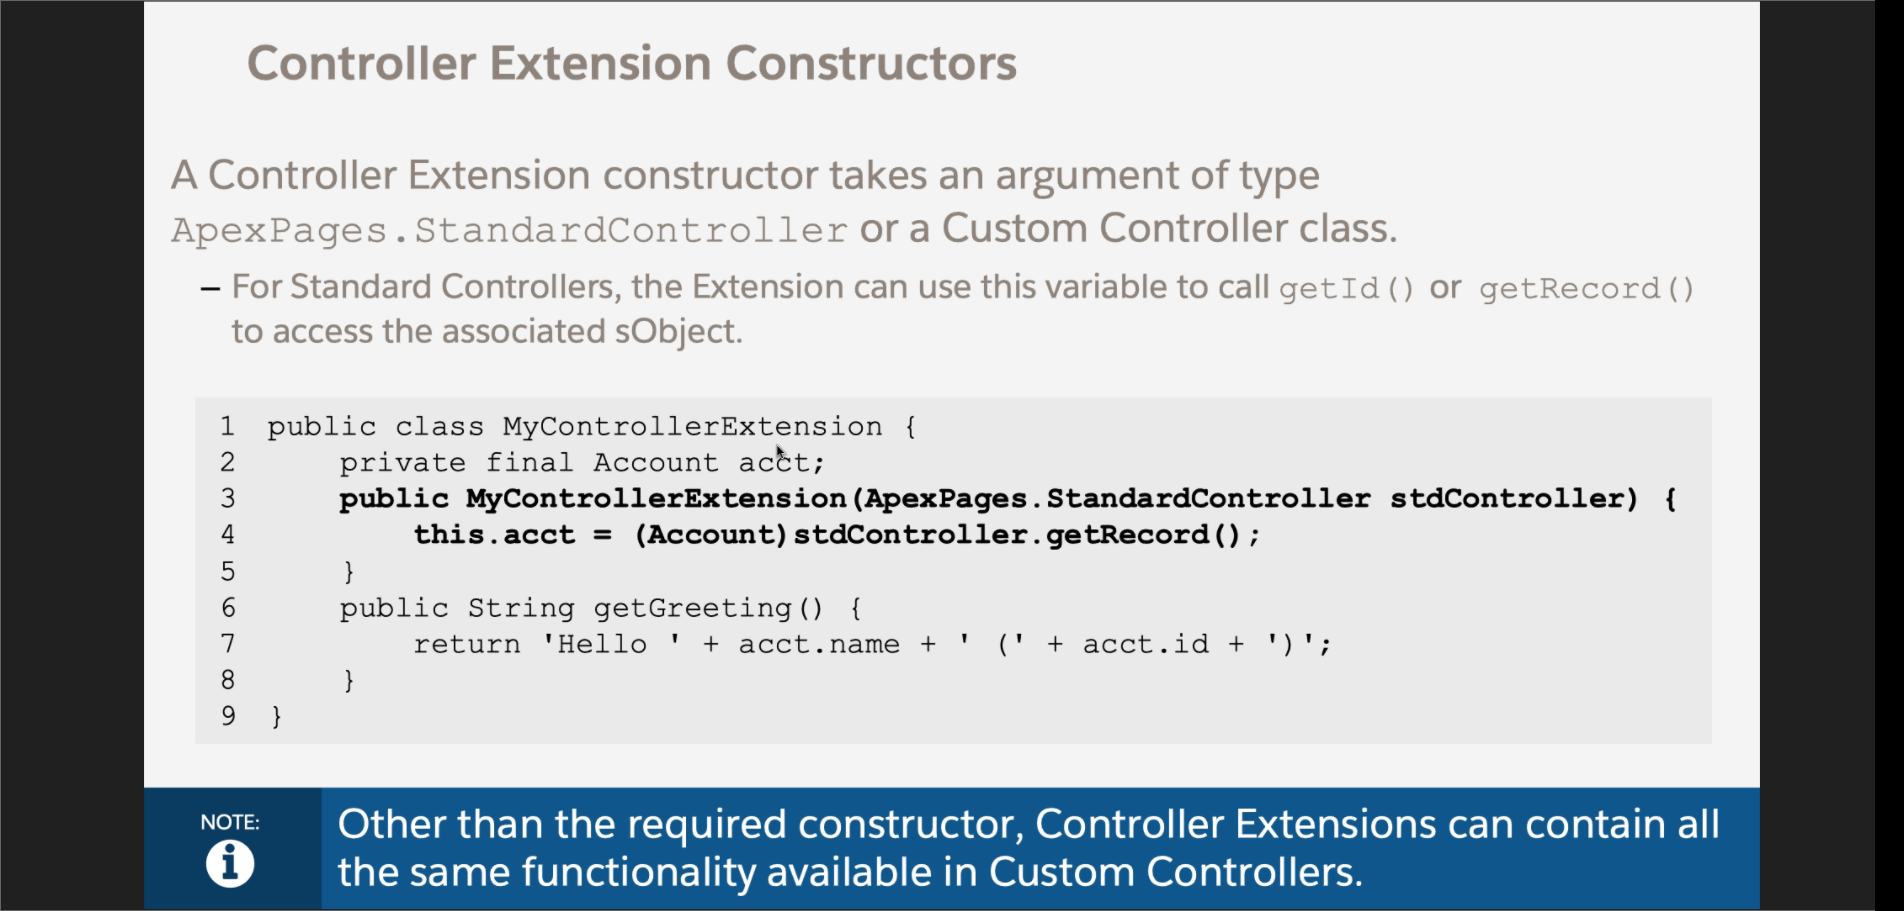 Controller Extension Constructors
A Controller Extension constructor takes an argument of type
ApexPages.StandardController or a Custom Controller class.
– For Standard Controllers, the Extension can use this variable to call getId() or getRecord()
to access the associated sObject.
1 public class MyControllerExtension {
2     private final Account acct;
3     public MyControllerExtension(ApexPages.StandardController stdController) {
4         this.acct = (Account)stdController.getRecord();
5     }
6     public String getGreeting() {
7         return 'Hello ' + acct.name + ' (' + acct.id + ')';
8     }
9 }
NOTE:
Other than the required constructor, Controller Extensions can contain all
the same functionality available in Custom Controllers.